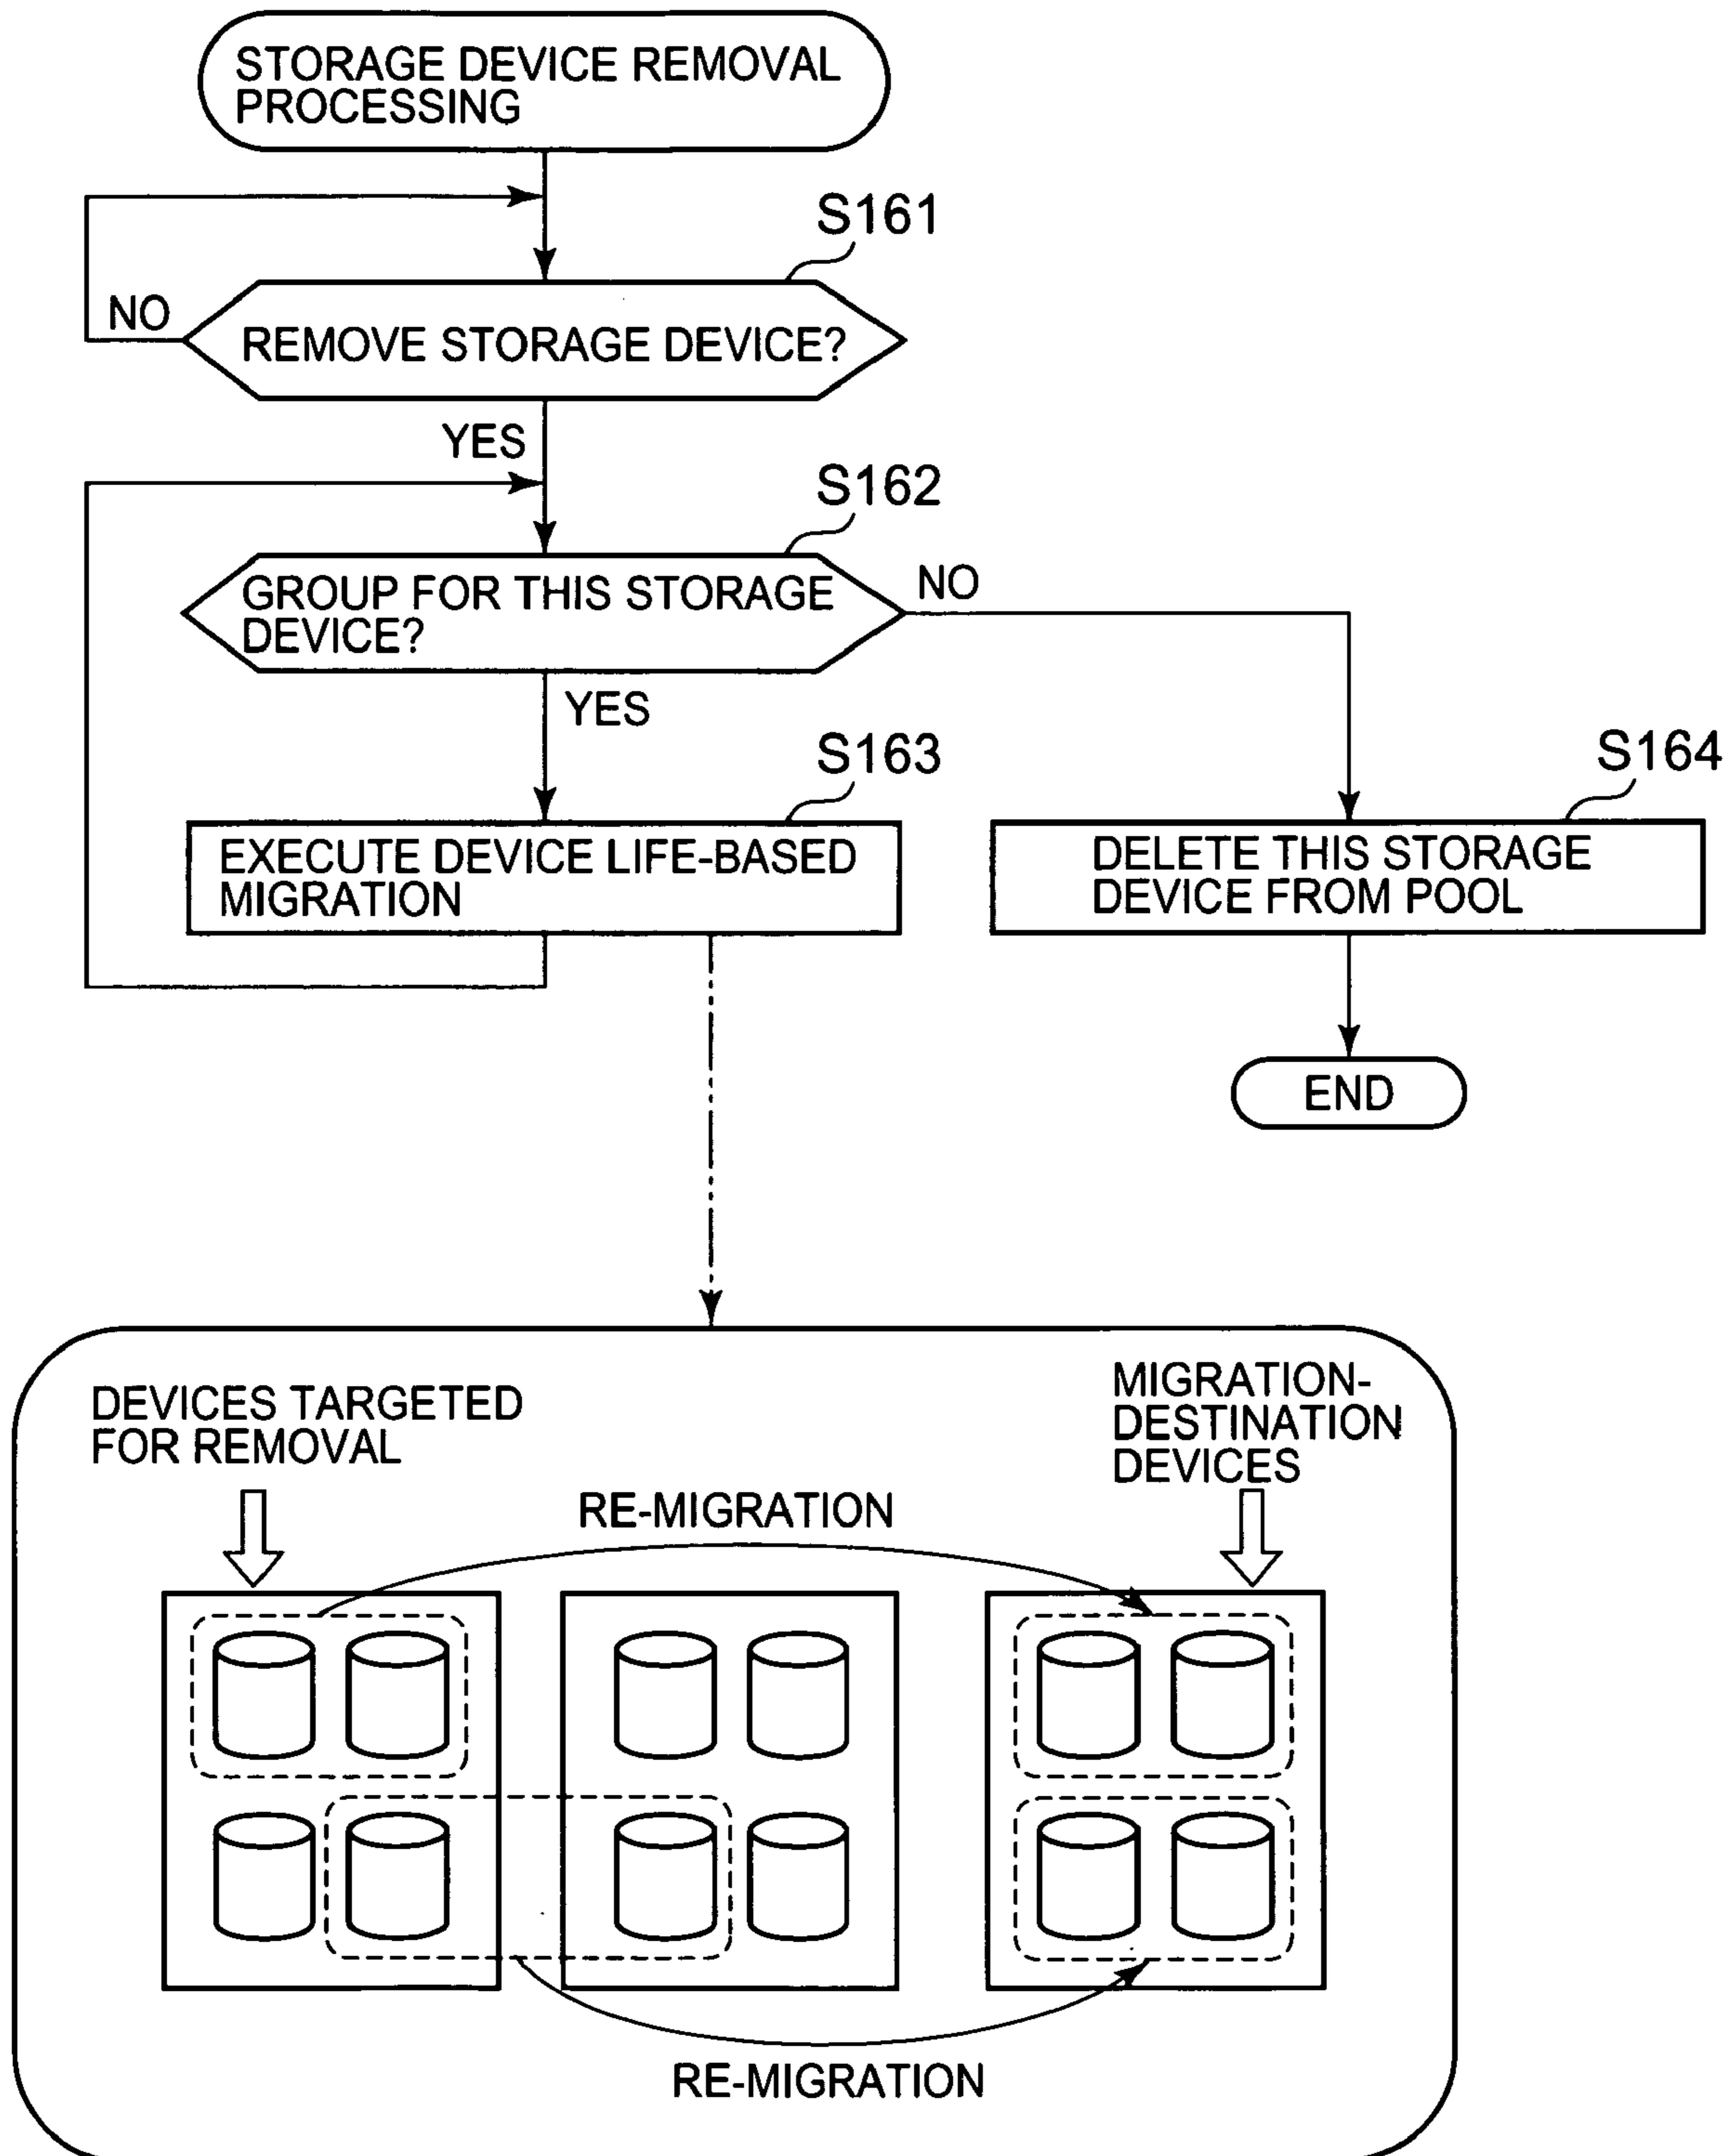 STORAGE DEVICE REMOVAL
PROCESSING
S161
NO
REMOVE STORAGE DEVICE?
YES
S162
GROUP FOR THIS STORAGE
DEVICE?
NO
YES
S163
S164
EXECUTE DEVICE LIFE-BASED
MIGRATION
DELETE THIS STORAGE
DEVICE FROM POOL
END
DEVICES TARGETED
FOR REMOVAL
MIGRATION-
DESTINATION
DEVICES
RE-MIGRATION
RE-MIGRATION